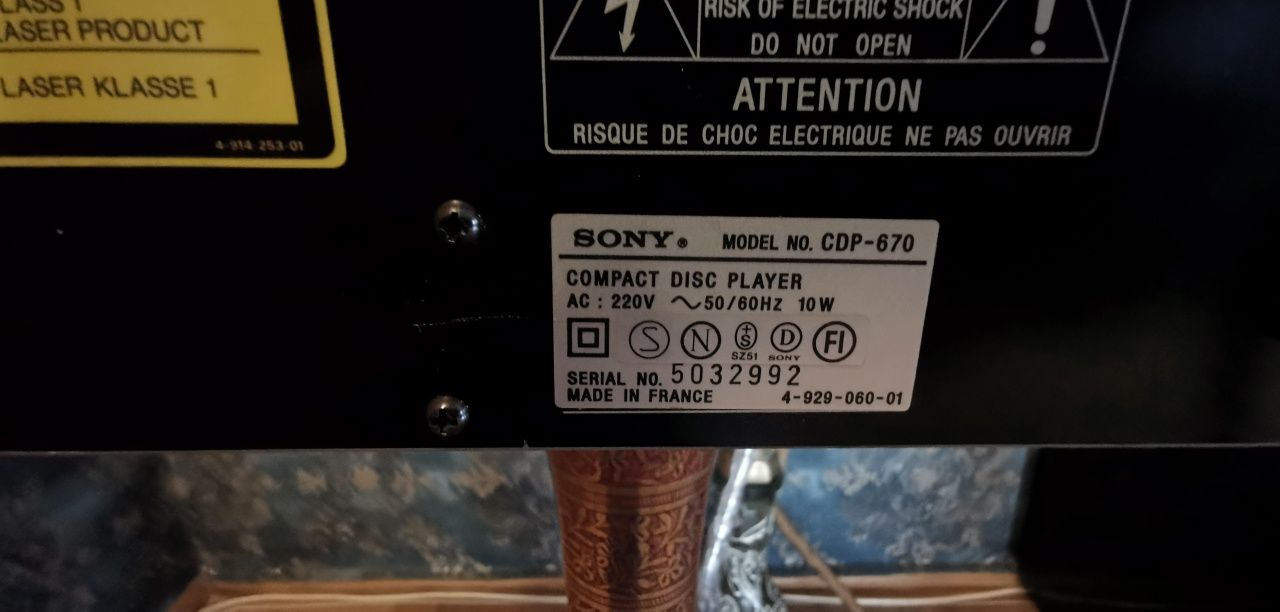 CLASS 1
LASER PRODUCT
LASER KLASSE 1
4-914 253-01
RISK OF ELECTRIC SHOCK
DO NOT OPEN
ATTENTION
RISQUE DE CHOC ELECTRIQUE NE PAS OUVRIR
SONY® MODEL NO. CDP-670
COMPACT DISC PLAYER
AC : 220V ~50/60HZ 10W
S N +S D FI
SZ51 SONY
SERIAL NO. 5032992
MADE IN FRANCE 4-929-060-01